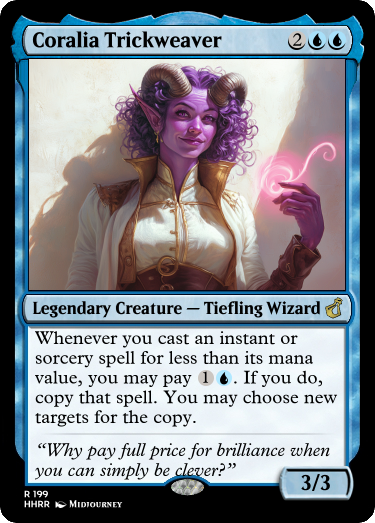 Coralia Trickweaver 2
Legendary Creature — Tiefling Wizard
Whenever you cast an instant or
sorcery spell for less than its mana
value, you may pay 1. If you do,
copy that spell. You may choose new
targets for the copy.
“Why pay full price for brilliance when
you can simply be clever?”
3/3
R 199
HHRR MIDJOURNEY